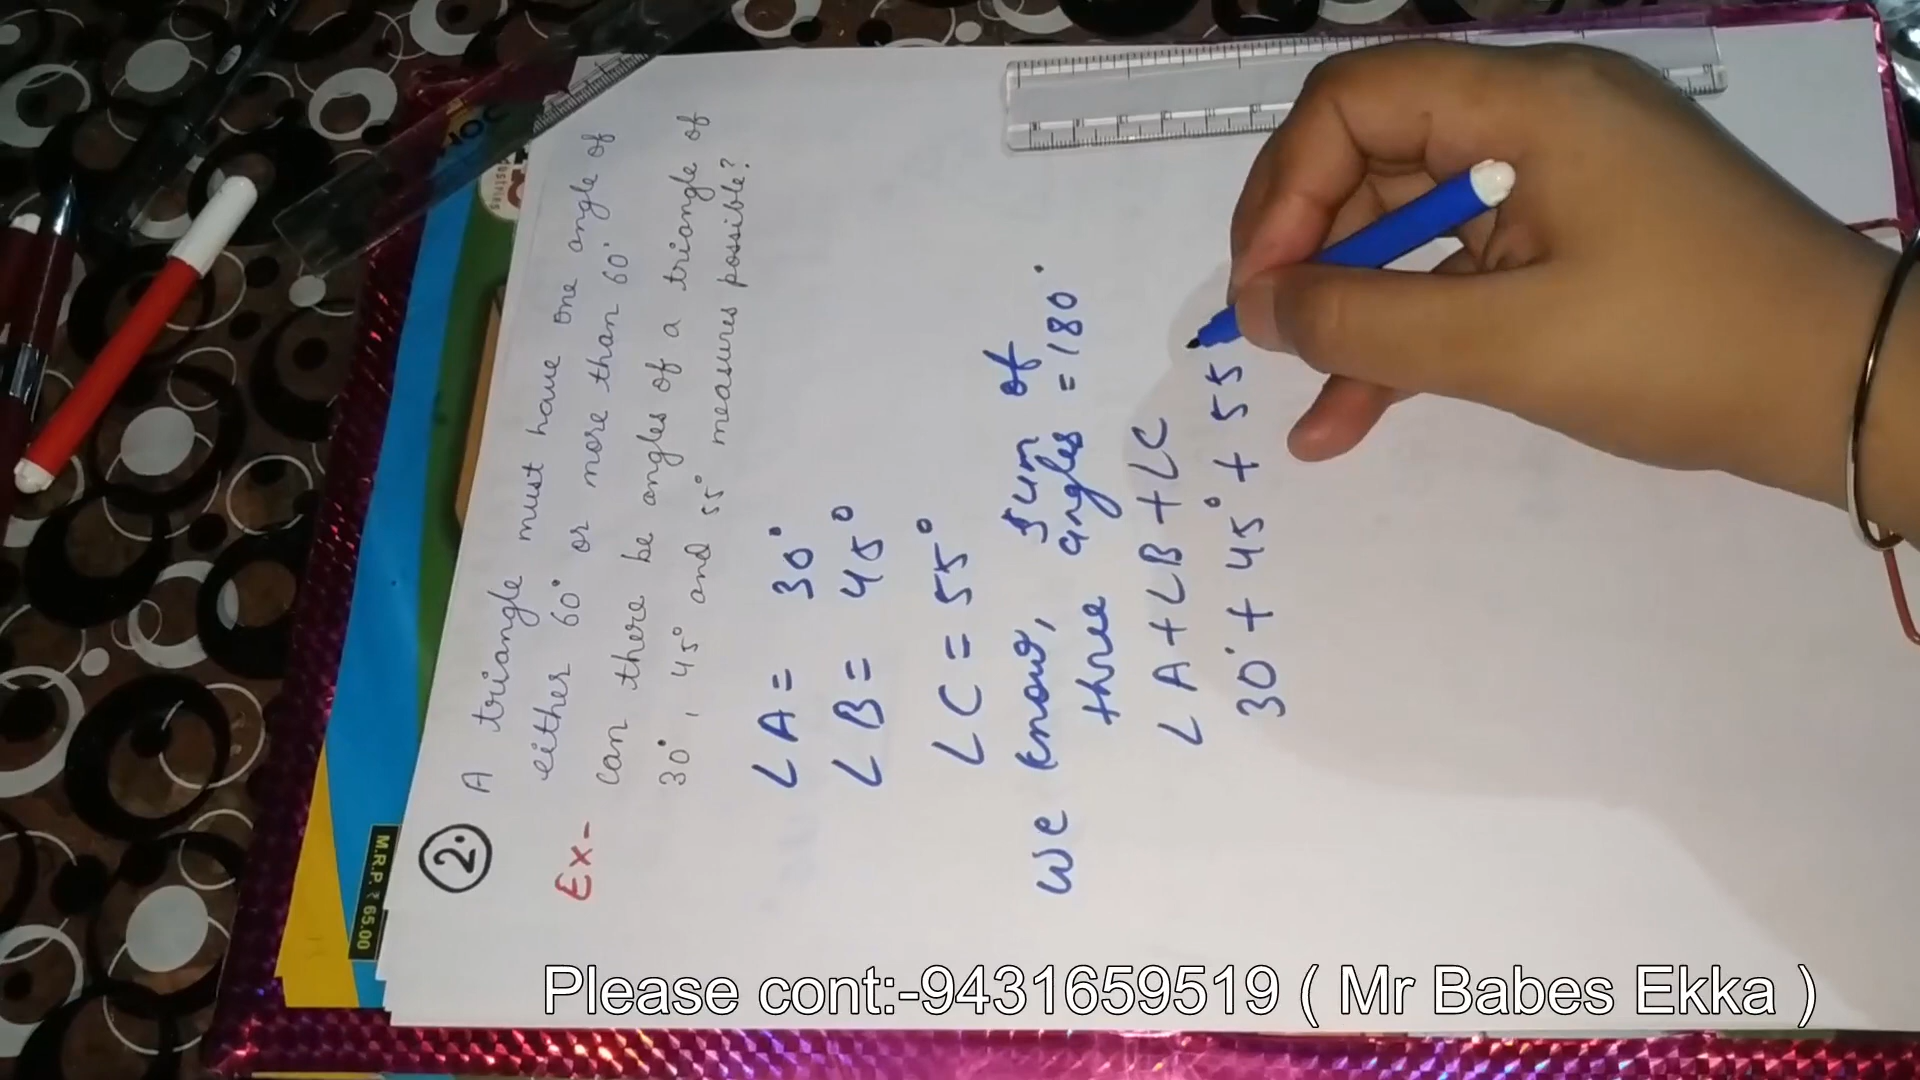 2.
A triangle must have one angle of
either 60° or more than 60°
Ex-
can there be angles of a triangle of
30°, 45° and 55° measures possible?
∠A = 30°
∠B = 45°
∠C = 55°
We know, sum of
three angles = 180°
∠A+∠B+∠C
30°+45°+55
M.R.P. ₹ 65.00
Please cont:-9431659519 ( Mr Babes Ekka )